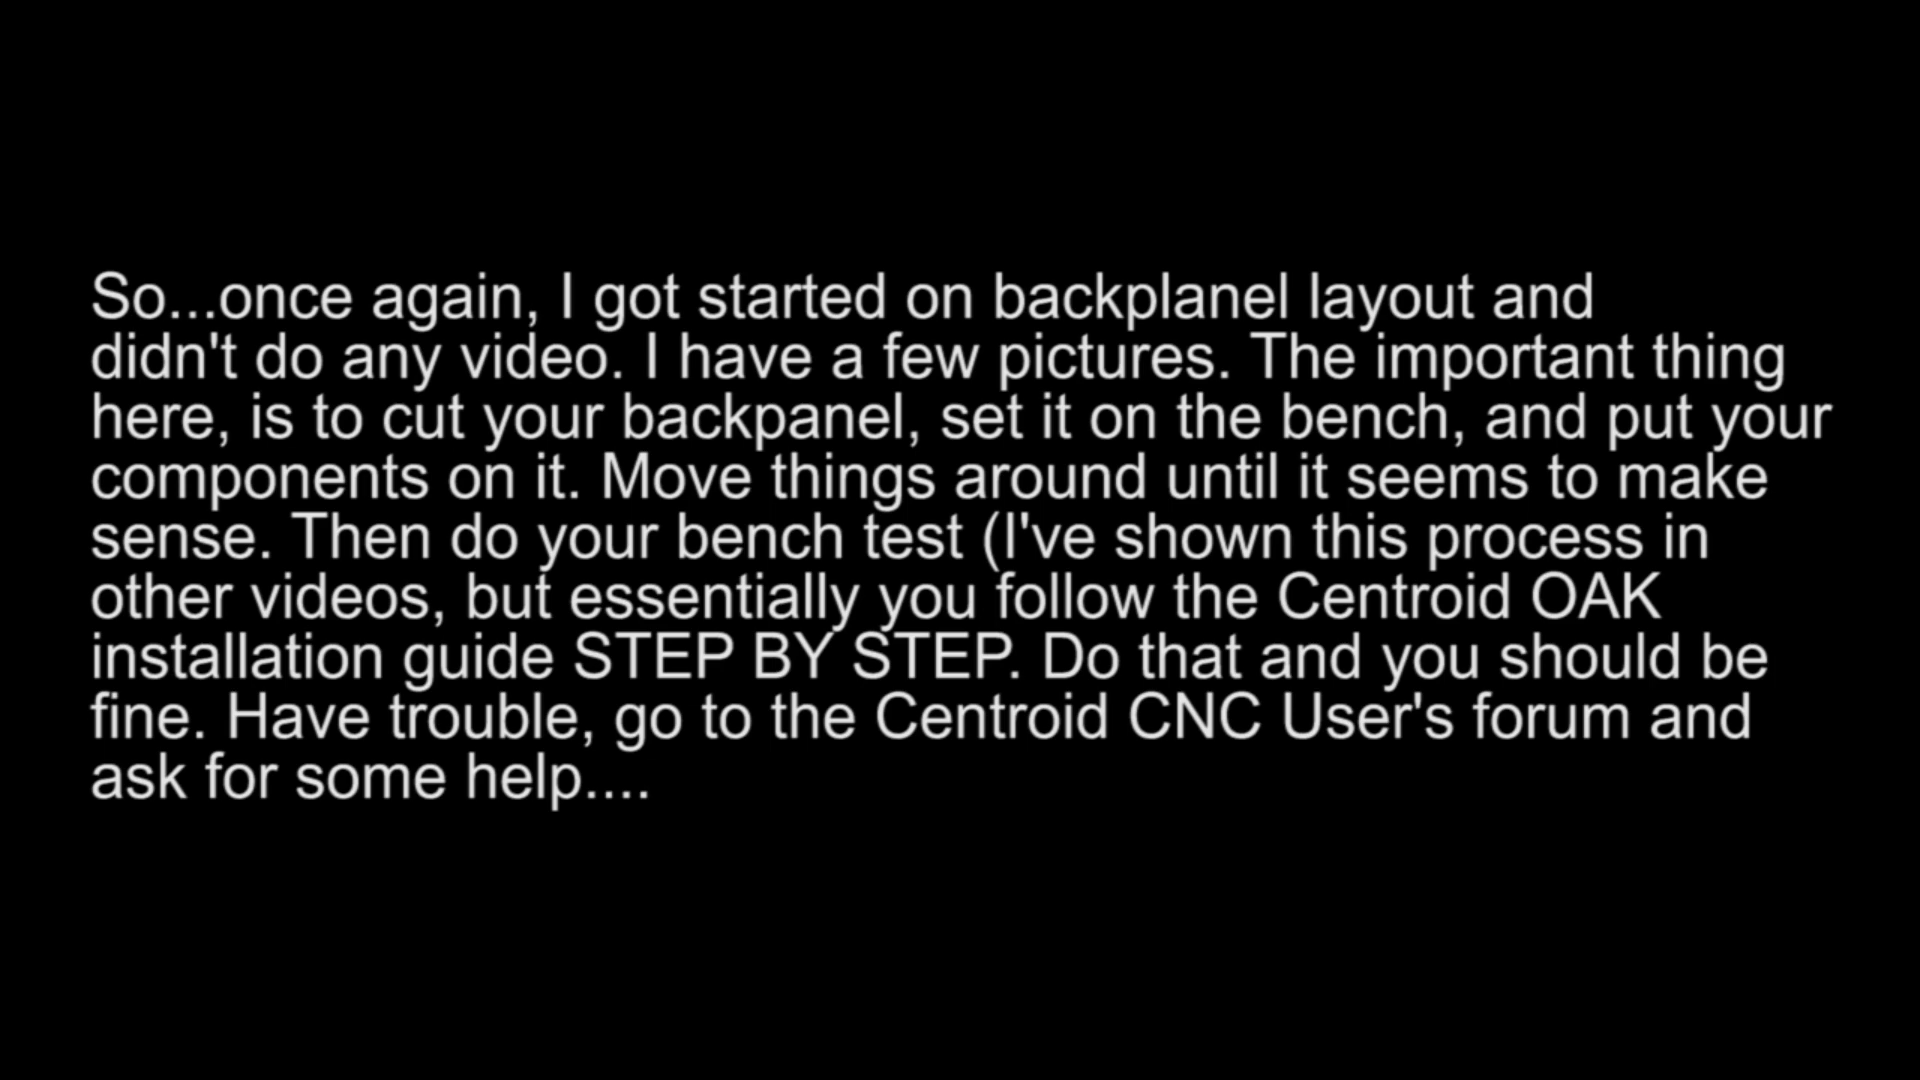 So...once again, I got started on backplanel layout and
didn't do any video. I have a few pictures. The important thing
here, is to cut your backpanel, set it on the bench, and put your
components on it. Move things around until it seems to make
sense. Then do your bench test (I've shown this process in
other videos, but essentially you follow the Centroid OAK
installation guide STEP BY STEP. Do that and you should be
fine. Have trouble, go to the Centroid CNC User's forum and
ask for some help....